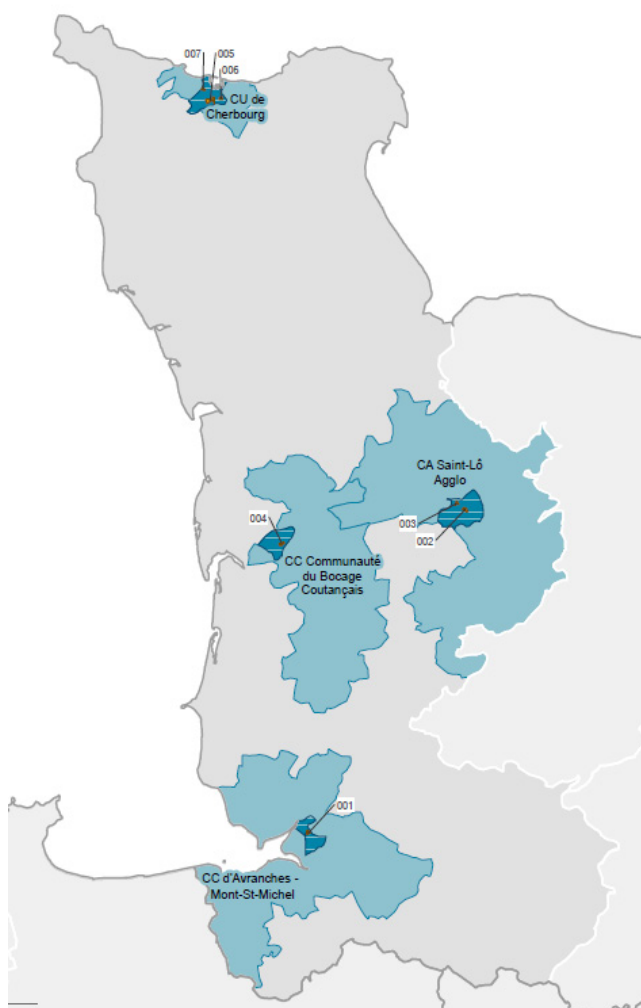 007
005
006
CU de
Cherbourg
CA Saint-Lô
Agglo
003
002
004
CC Communauté
du Bocage
Coutançais
001
CC d'Avranches -
Mont-St-Michel